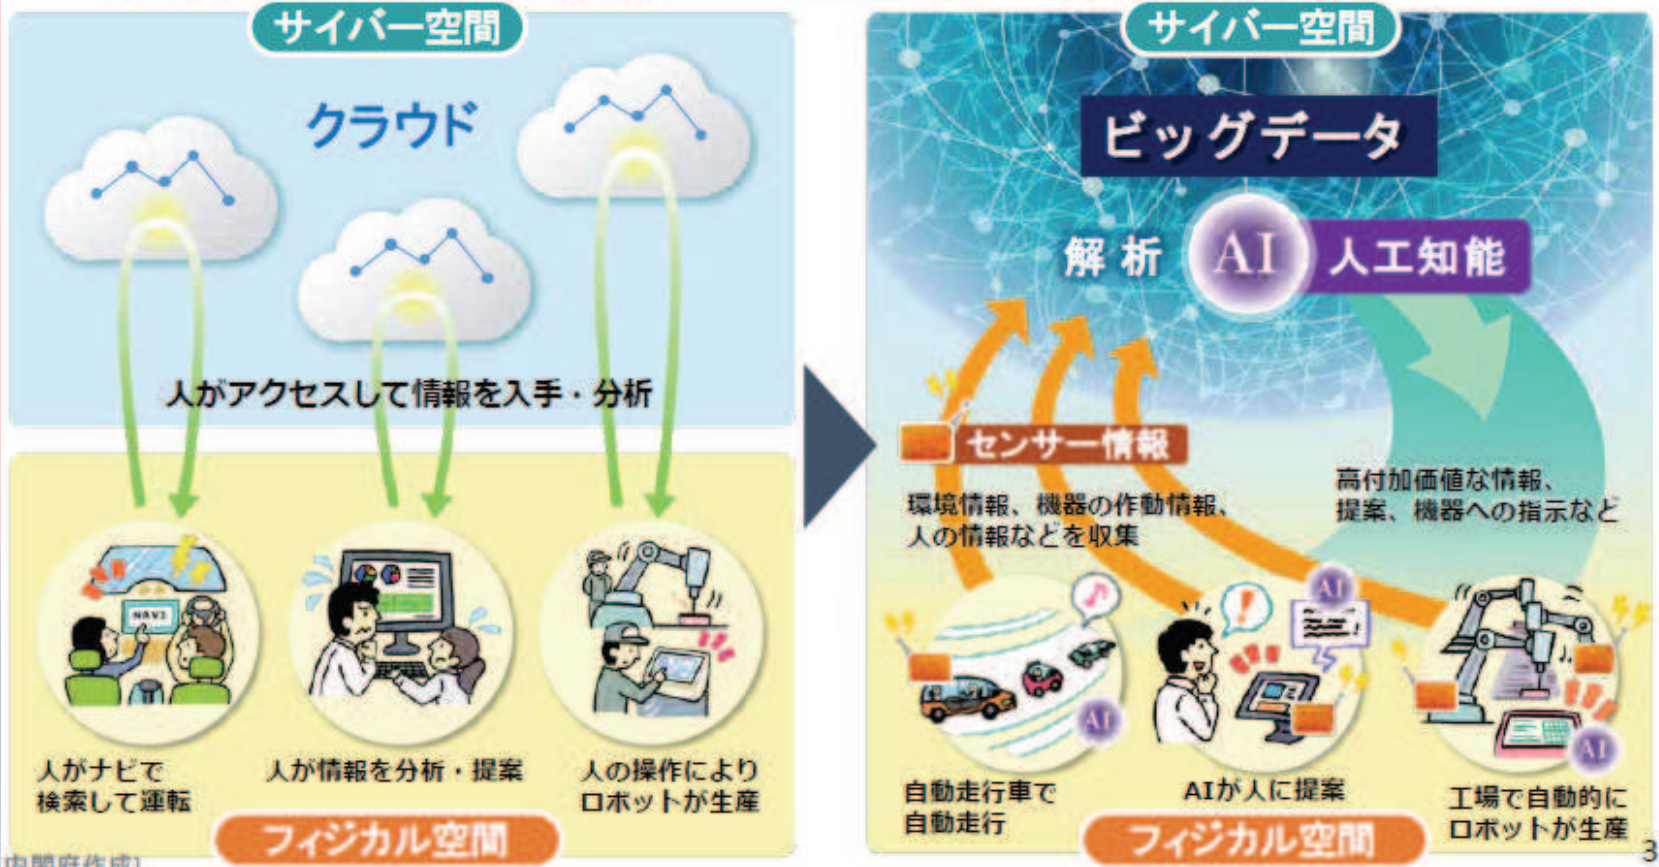 サイバー空間
クラウド
人がアクセスして情報を入手・分析
人がナビで
検索して運転
人が情報を分析・提案
人の操作により
ロボットが生産
フィジカル空間
サイバー空間
ビッグデータ
解析
AI
人工知能
センサー情報
環境情報、機器の作動情報、
人の情報などを収集
高付加価値な情報、
提案、機器への指示など
AI
AI
AI
自動走行車で
自動走行
AIが人に提案
工場で自動的に
ロボットが生産
フィジカル空間
3